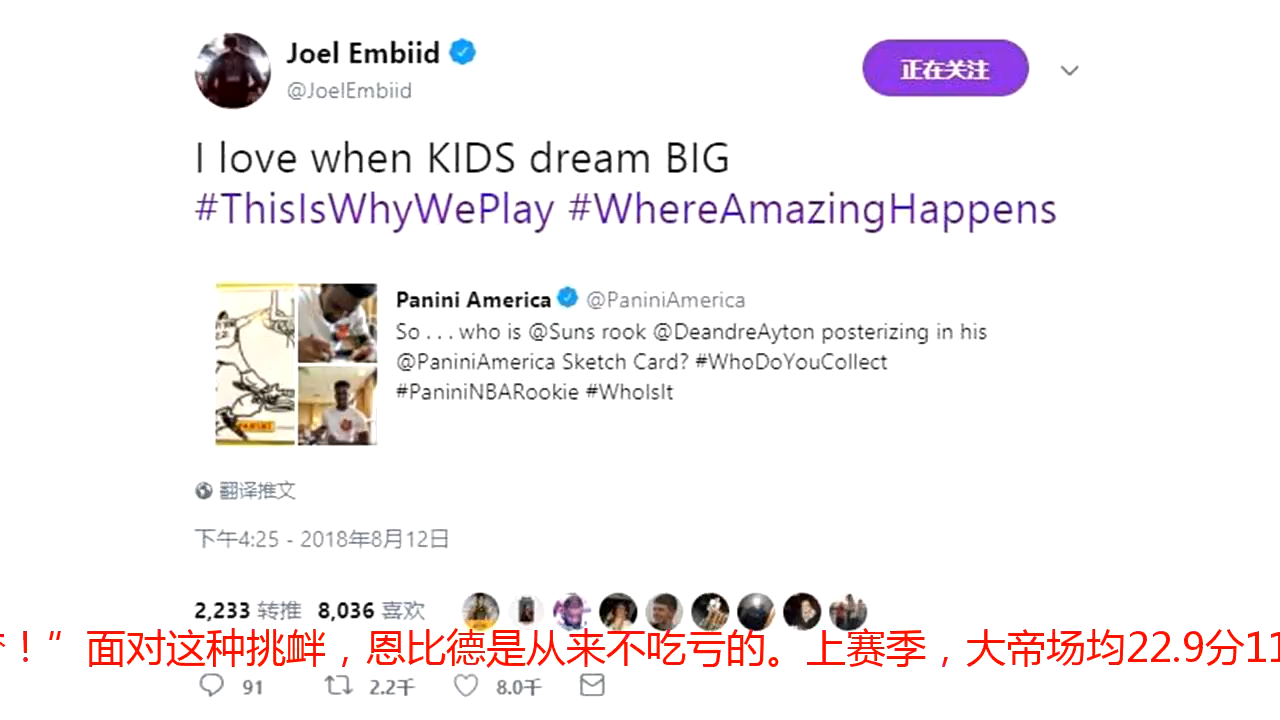 Joel Embiid
@JoelEmbiid
正在关注
I love when KIDS dream BIG
#ThisIsWhyWePlay #WhereAmazingHappens
Panini America @PaniniAmerica
So . . . who is @Suns rook @DeandreAyton posterizing in his
@PaniniAmerica Sketch Card? #WhoDoYouCollect
#PaniniNBARookie #WhoIsIt
翻译推文
下午4:25 - 2018年8月12日
2,233 转推 8,036 喜欢
！”面对这种挑衅，恩比德是从来不吃亏的。上赛季，大帝场均22.9分11
91 2.2千 8.0千